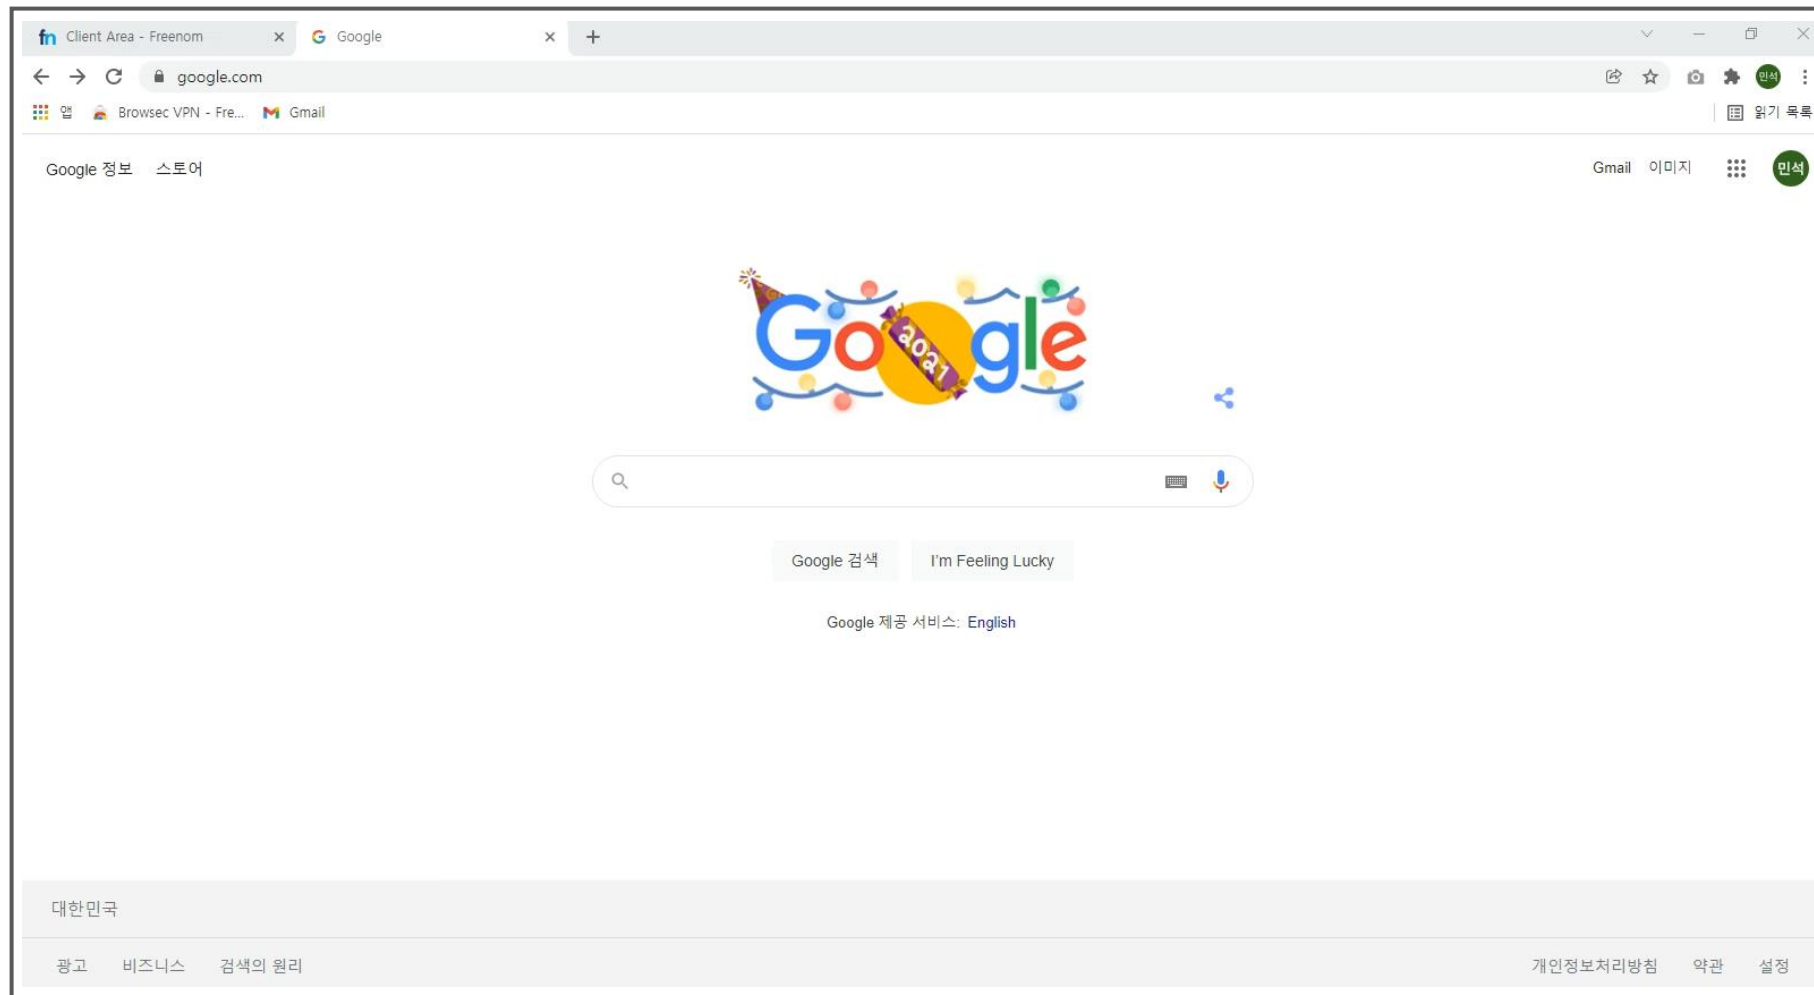 Client Area - Freenom
Google
google.com
민석
앱
Browsec VPN - Fre...
Gmail
읽기 목록
Google 정보
스토어
Gmail
이미지
민석
Google
2021
Google 검색
I'm Feeling Lucky
Google 제공 서비스: English
대한민국
광고
비즈니스
검색의 원리
개인정보처리방침
약관
설정